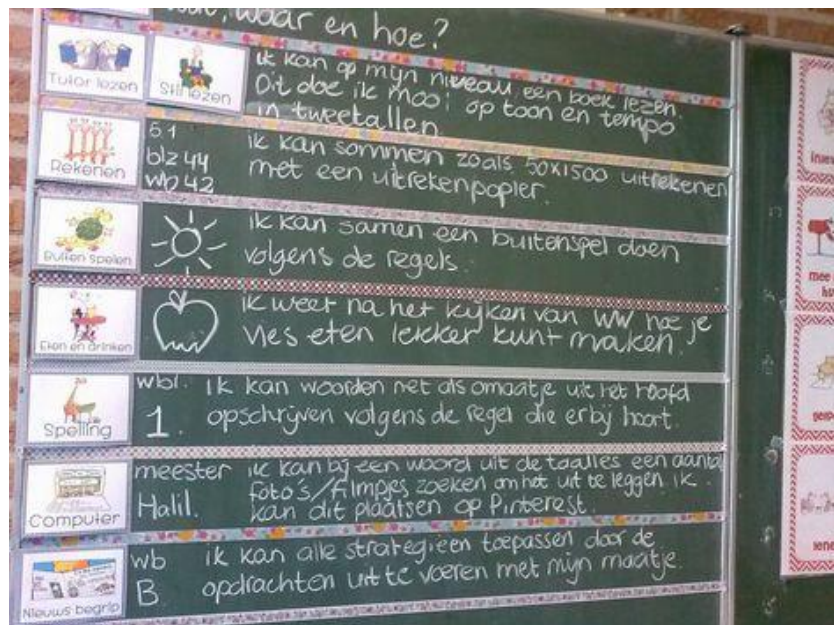 waar en hoe?
Tutor lezen
Stillezen
ik kan op mijn niveau een boek lezen.
Dit doe ik mooi op toon en tempo
in tweetallen
Rekenen
61
blz 44
wb 42
ik kan sommen zoals 50x1500 uitrekenen
met een uitrekenpapier.
Buiten spelen
ik kan samen een buitenspel doen
volgens de regels.
Eten en drinken
ik weet na het kijken van WW hoe je
vies eten lekker kunt maken.
Spelling
wbl.
1.
ik kan woorden net als omaatje uit het hoofd
opschrijven volgens de regel die erbij hoort.
Computer
meester
Halil.
ik kan bij een woord uit de taalles een aantal
foto's/filmpjes zoeken om het uit te leggen. ik
kan dit plaatsen op Pinterest.
Nieuws begrip
wb
B
ik kan alle strategieën toepassen door de
opdrachten uit te voeren met mijn maatje.